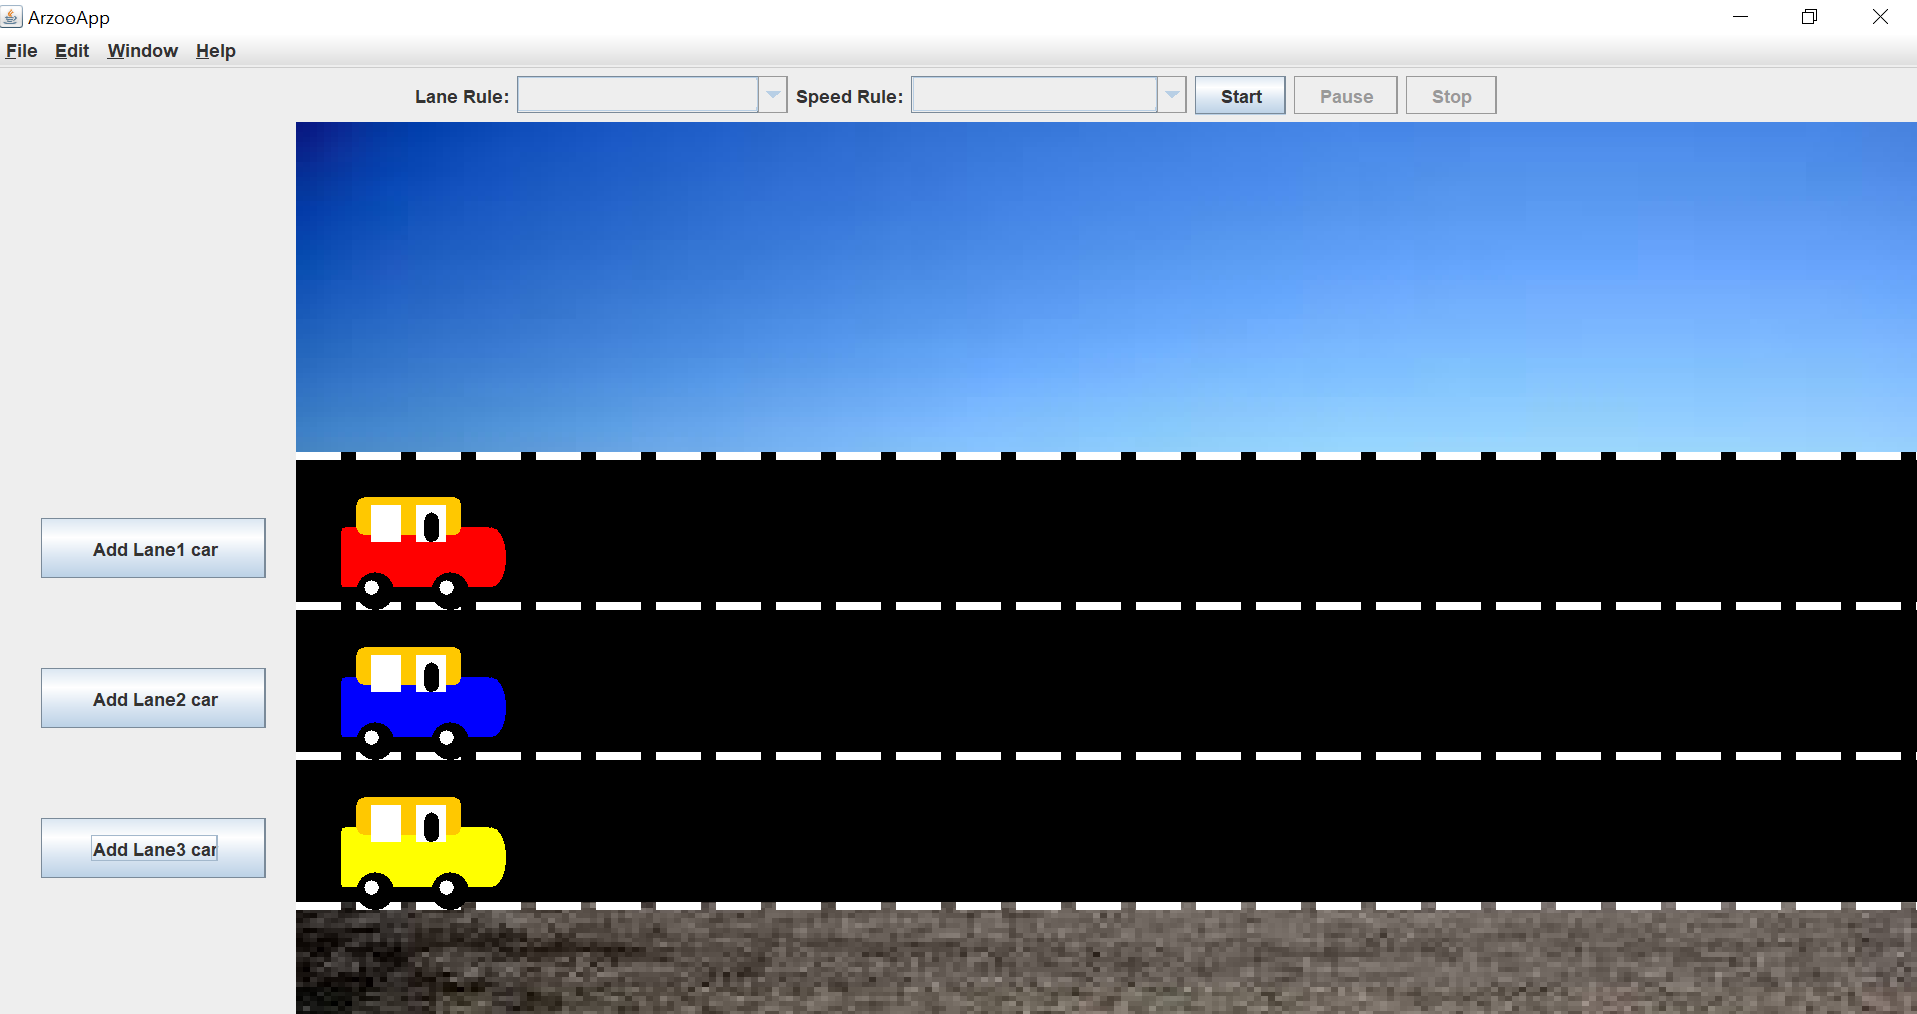 ArzooApp
File Edit Window Help
Lane Rule: Speed Rule: Start Pause Stop
Add Lane1 car
Add Lane2 car
Add Lane3 car